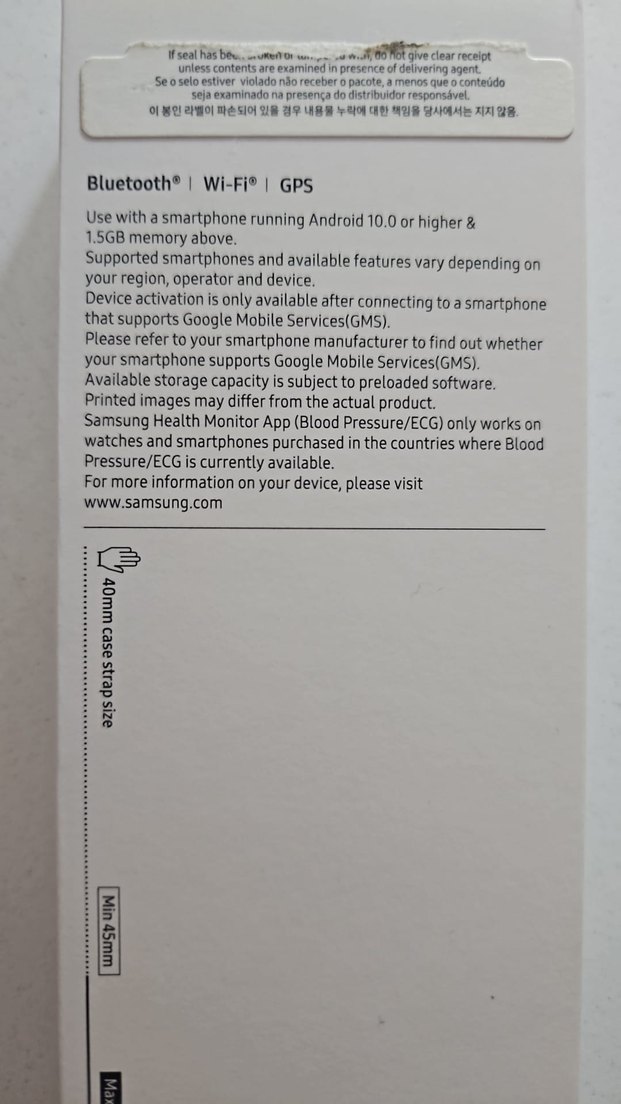 If seal has do not give clear receipt
unless contents are examined in presence of delivering agent.
Se o selo estiver violado não receber o pacote, a menos que o conteúdo
seja examinado na presença do distribuidor responsável.
이 봉인 라벨이 파손되어 있을 경우 내용물 누락에 대한 책임을 당사에서는 지지 않음.
Bluetooth® | Wi-Fi® | GPS
Use with a smartphone running Android 10.0 or higher &
1.5GB memory above.
Supported smartphones and available features vary depending on
your region, operator and device.
Device activation is only available after connecting to a smartphone
that supports Google Mobile Services(GMS).
Please refer to your smartphone manufacturer to find out whether
your smartphone supports Google Mobile Services(GMS).
Available storage capacity is subject to preloaded software.
Printed images may differ from the actual product.
Samsung Health Monitor App (Blood Pressure/ECG) only works on
watches and smartphones purchased in the countries where Blood
Pressure/ECG is currently available.
For more information on your device, please visit
www.samsung.com
40mm case strap size
Min 45mm
Max